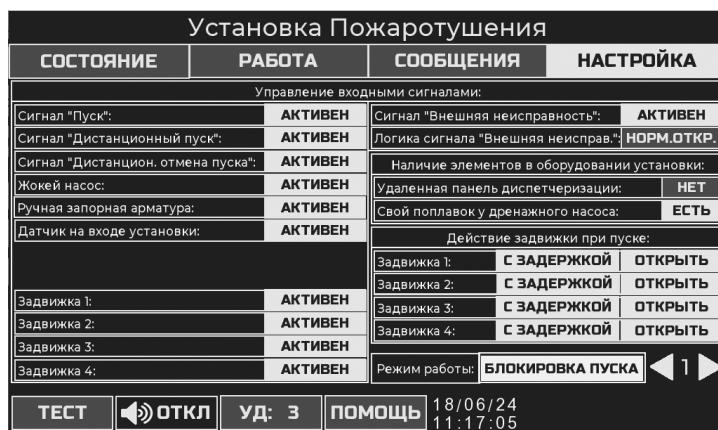 Установка Пожаротушения
СОСТОЯНИЕ РАБОТА СООБЩЕНИЯ НАСТРОЙКА
Управление входными сигналами:
Сигнал "Пуск": АКТИВЕН
Сигнал "Дистанционный пуск": АКТИВЕН
Сигнал "Дистанцион. отмена пуска": АКТИВЕН
Жокей насос: АКТИВЕН
Ручная запорная арматура: АКТИВЕН
Датчик на входе установки: АКТИВЕН
Задвижка 1: АКТИВЕН
Задвижка 2: АКТИВЕН
Задвижка 3: АКТИВЕН
Задвижка 4: АКТИВЕН
Сигнал "Внешняя неисправность": АКТИВЕН
Логика сигнала "Внешняя неисправ.": НОРМ.ОТКР.
Наличие элементов в оборудовании установки:
Удаленная панель диспетчеризации: НЕТ
Свой поплавок у дренажного насоса: ЕСТЬ
Действие задвижки при пуске:
Задвижка 1: С ЗАДЕРЖКОЙ ОТКРЫТЬ
Задвижка 2: С ЗАДЕРЖКОЙ ОТКРЫТЬ
Задвижка 3: С ЗАДЕРЖКОЙ ОТКРЫТЬ
Задвижка 4: С ЗАДЕРЖКОЙ ОТКРЫТЬ
Режим работы: БЛОКИРОВКА ПУСКА 1
ТЕСТ ОТКЛ УД: 3 ПОМОЩЬ 18/06/24
11:17:05